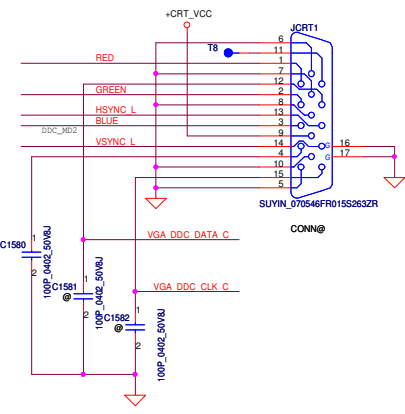 +CRT_VCC
JCRT1
6
T8
11
RED
1
7
12
GREEN
2
8
HSYNC_L
13
BLUE
3
DDC_MD2
9
VSYNC_L
14
G
16
4
G
17
10
15
5
SUYIN_070546FR015S263ZR
CONN@
VGA_DDC_DATA_C
VGA_DDC_CLK_C
C1580
1
2
100P_0402_50V8J
C1581
@
1
2
100P_0402_50V8J
C1582
@
1
2
100P_0402_50V8J